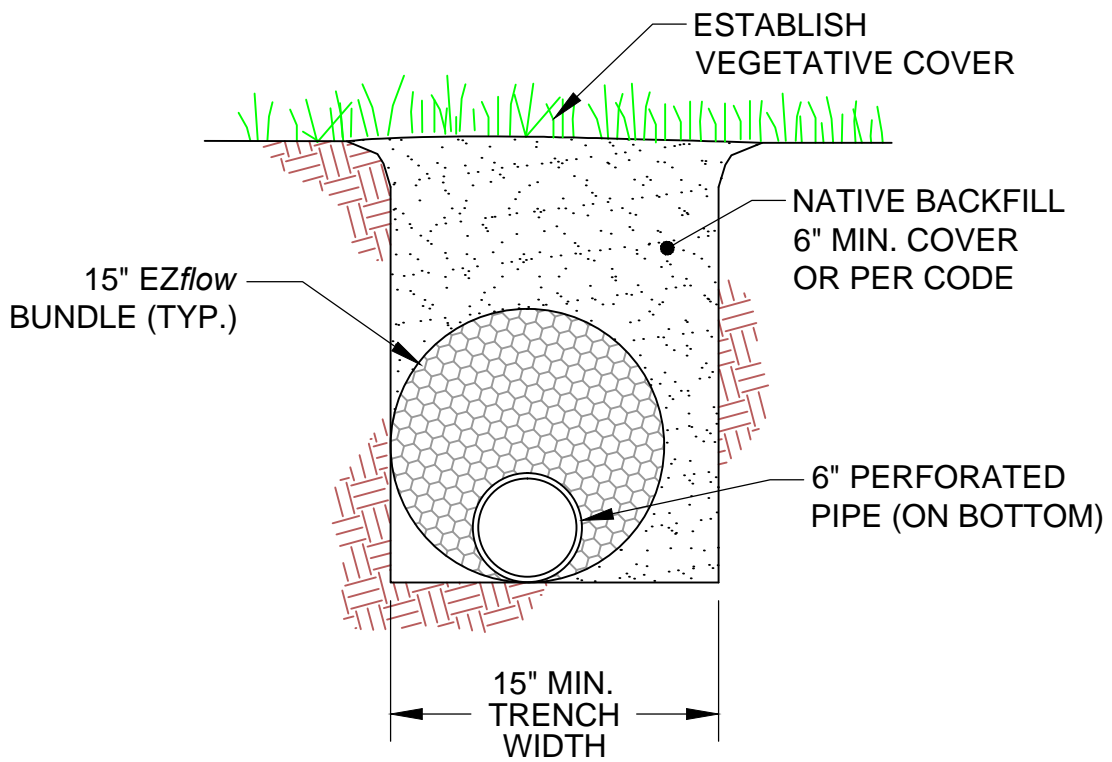 ESTABLISH
VEGETATIVE COVER
NATIVE BACKFILL
6" MIN. COVER
OR PER CODE
15" EZflow
BUNDLE (TYP.)
6" PERFORATED
PIPE (ON BOTTOM)
15" MIN.
TRENCH
WIDTH